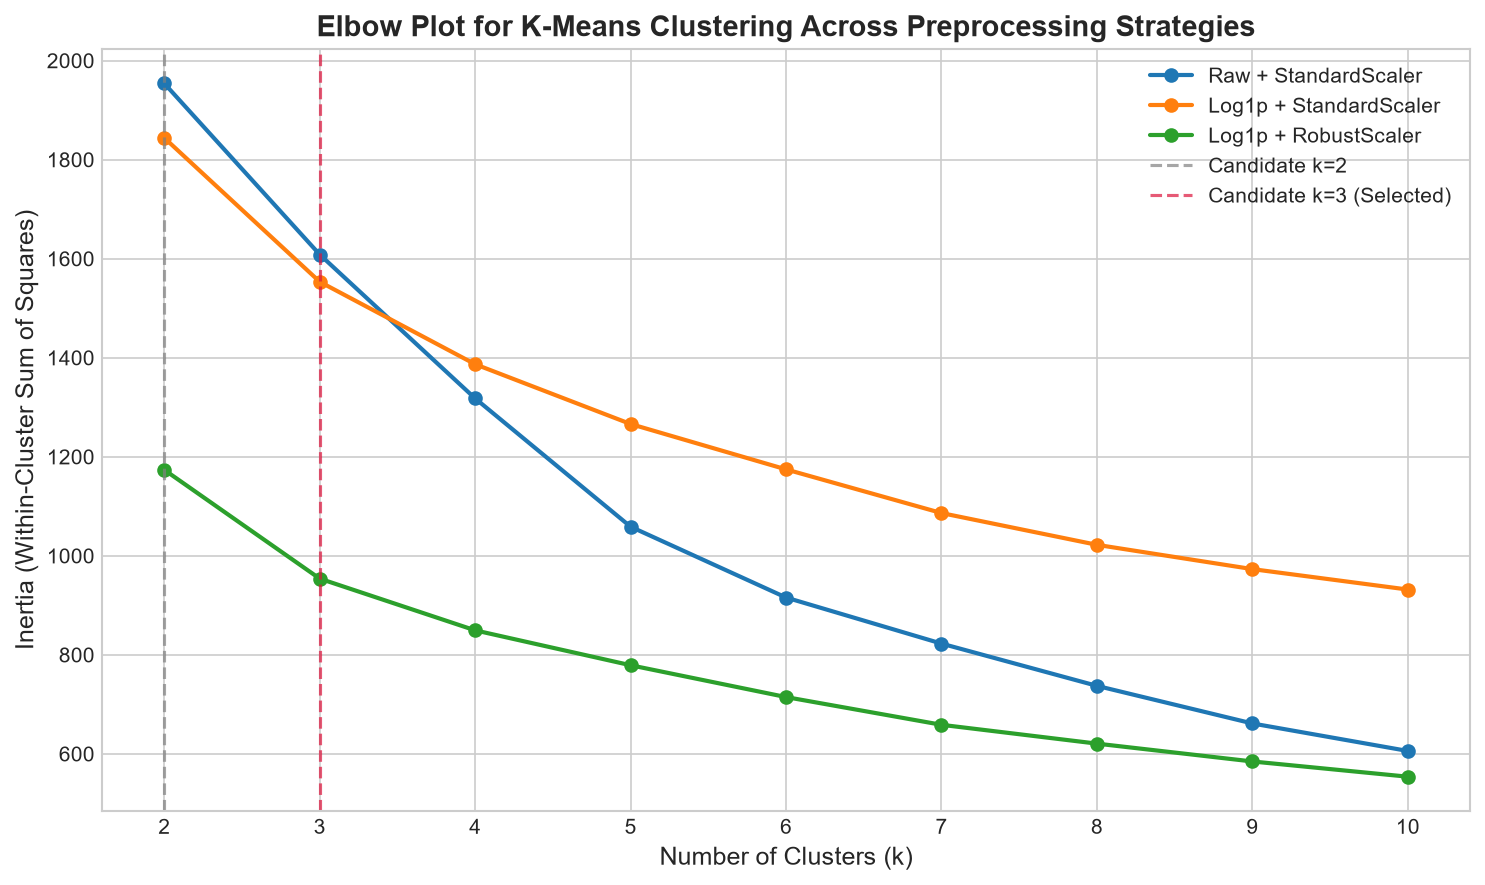 Elbow Plot for K-Means Clustering Across Preprocessing Strategies
Inertia (Within-Cluster Sum of Squares)
2000
1800
1600
1400
1200
1000
800
600
Raw + StandardScaler
Log1p + StandardScaler
Log1p + RobustScaler
Candidate k=2
Candidate k=3 (Selected)
2 3 4 5 6 7 8 9 10
Number of Clusters (k)